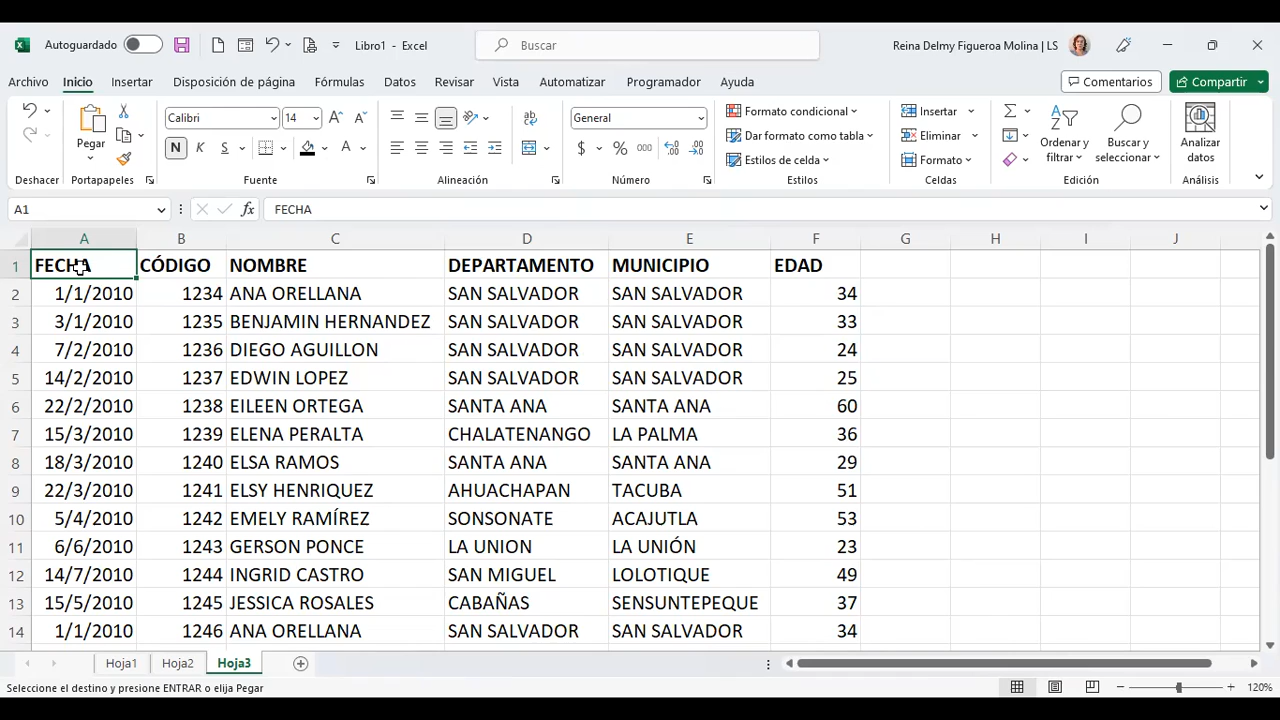 Autoguardado Libro1 - Excel Buscar Reina Delmy Figueroa Molina | LS
Archivo Inicio Insertar Disposición de página Fórmulas Datos Revisar Vista Automatizar Programador Ayuda Comentarios Compartir
Pegar Calibri 14 General Formato condicional Insertar Ordenar y filtrar Buscar y seleccionar Analizar datos
N K S A $ % 000 Dar formato como tabla Eliminar
Estilos de celda Formato
Deshacer Portapapeles Fuente Alineación Número Estilos Celdas Edición Análisis
A1 fx FECHA
A B C D E F G H I J
1 FECHA CÓDIGO NOMBRE DEPARTAMENTO MUNICIPIO EDAD
2 1/1/2010 1234 ANA ORELLANA SAN SALVADOR SAN SALVADOR 34
3 3/1/2010 1235 BENJAMIN HERNANDEZ SAN SALVADOR SAN SALVADOR 33
4 7/2/2010 1236 DIEGO AGUILLON SAN SALVADOR SAN SALVADOR 24
5 14/2/2010 1237 EDWIN LOPEZ SAN SALVADOR SAN SALVADOR 25
6 22/2/2010 1238 EILEEN ORTEGA SANTA ANA SANTA ANA 60
7 15/3/2010 1239 ELENA PERALTA CHALATENANGO LA PALMA 36
8 18/3/2010 1240 ELSA RAMOS SANTA ANA SANTA ANA 29
9 22/3/2010 1241 ELSY HENRIQUEZ AHUACHAPAN TACUBA 51
10 5/4/2010 1242 EMELY RAMÍREZ SONSONATE ACAJUTLA 53
11 6/6/2010 1243 GERSON PONCE LA UNION LA UNIÓN 23
12 14/7/2010 1244 INGRID CASTRO SAN MIGUEL LOLOTIQUE 49
13 15/5/2010 1245 JESSICA ROSALES CABAÑAS SENSUNTEPEQUE 37
14 1/1/2010 1246 ANA ORELLANA SAN SALVADOR SAN SALVADOR 34
Hoja1 Hoja2 Hoja3
Seleccione el destino y presione ENTRAR o elija Pegar 120%